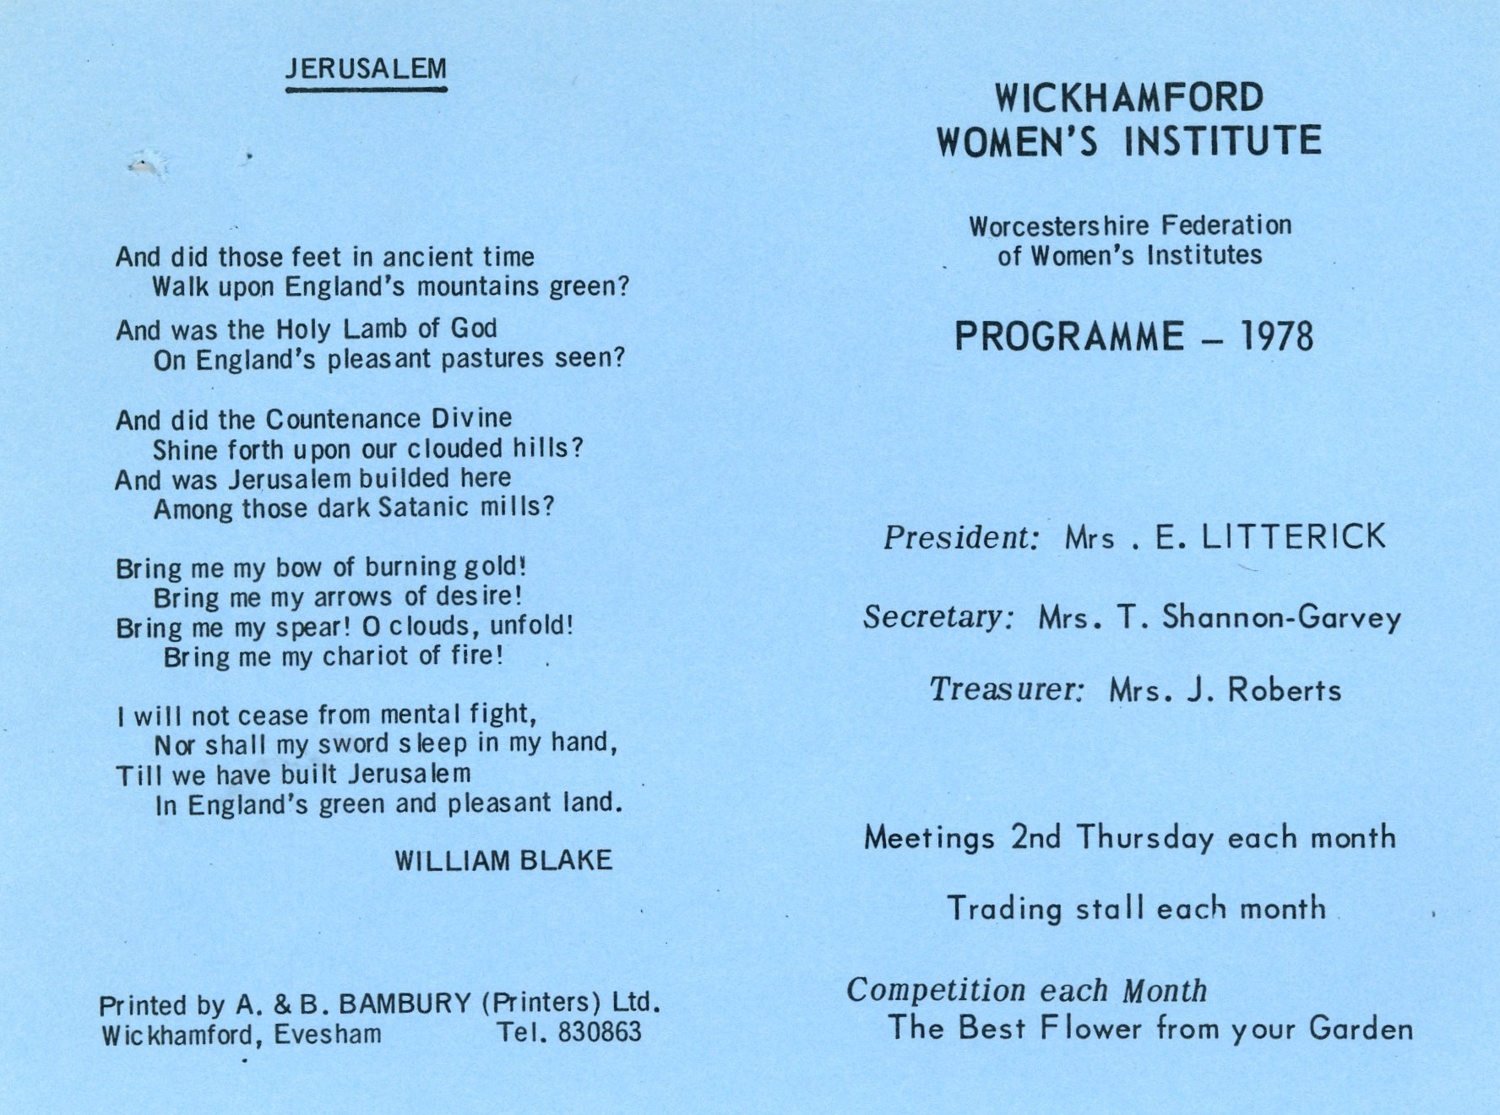 JERUSALEM
And did those feet in ancient time
Walk upon England's mountains green?
And was the Holy Lamb of God
On England's pleasant pastures seen?
And did the Countenance Divine
Shine forth upon our clouded hills?
And was Jerusalem builded here
Among those dark Satanic mills?
Bring me my bow of burning gold!
Bring me my arrows of desire!
Bring me my spear! O clouds, unfold!
Bring me my chariot of fire!
I will not cease from mental fight,
Nor shall my sword sleep in my hand,
Till we have built Jerusalem
In England's green and pleasant land.
WILLIAM BLAKE
Printed by A. & B. BAMBURY (Printers) Ltd.
Wickhamford, Evesham Tel. 830863
WICKHAMFORD
WOMEN'S INSTITUTE
Worcestershire Federation
of Women's Institutes
PROGRAMME – 1978
President: Mrs . E. LITTERICK
Secretary: Mrs. T. Shannon-Garvey
Treasurer: Mrs. J. Roberts
Meetings 2nd Thursday each month
Trading stall each month
Competition each Month
The Best Flower from your Garden